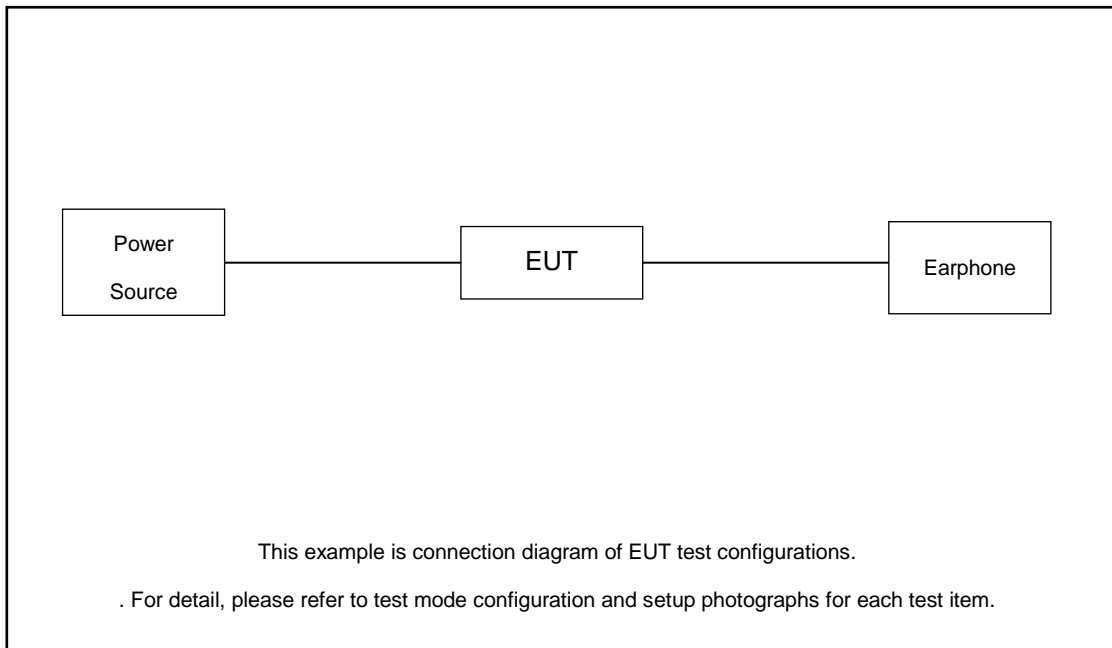 Power
Source
EUT
Earphone
This example is connection diagram of EUT test configurations.
. For detail, please refer to test mode configuration and setup photographs for each test item.